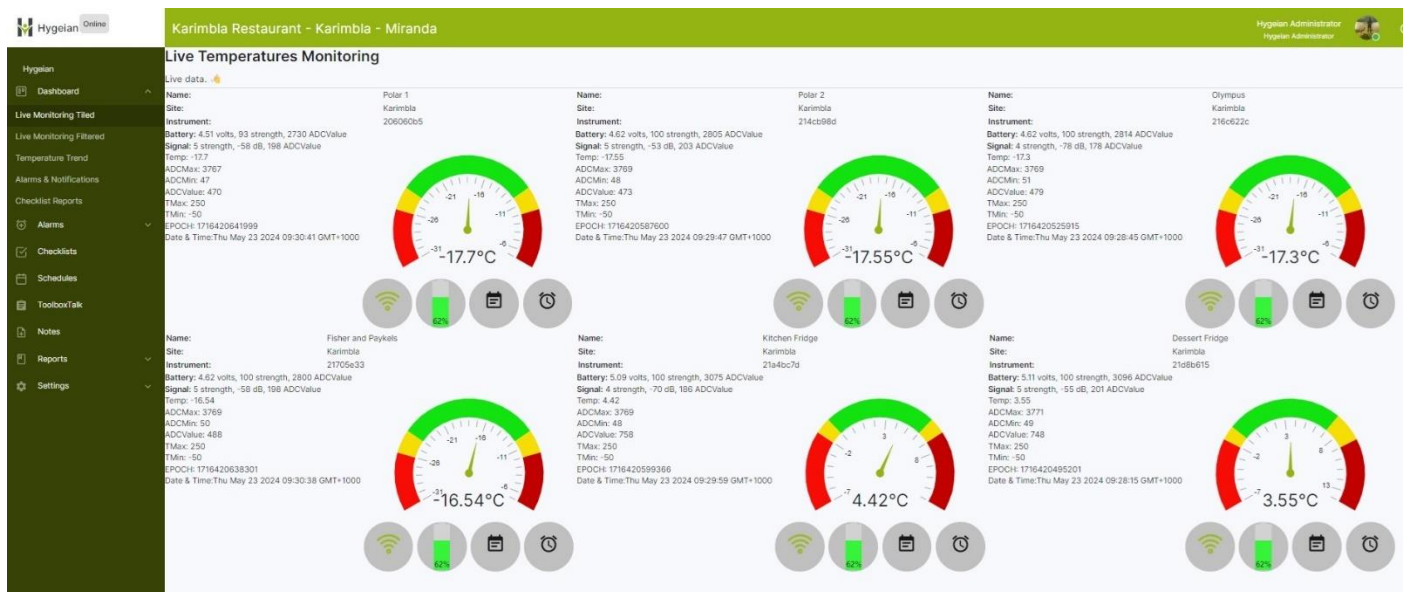 Hygeian Online
Karimbla Restaurant - Karimbla - Miranda
Hygeian Administrator
Hygeian Administrator
Hygeian
Dashboard
Live Monitoring Tiled
Live Monitoring Filtered
Temperature Trend
Alarms & Notifications
Checklist Reports
Alarms
Checklists
Schedules
ToolboxTalk
Notes
Reports
Settings
Live Temperatures Monitoring
Live data. 👋
Name: Polar 1
Site: Karimbla
Instrument: 206060b5
Battery: 4.51 volts, 93 strength, 2730 ADCValue
Signal: 5 strength, -58 dB, 198 ADCValue
Temp: -17.7
ADCMax: 3767
ADCMin: 47
ADCValue: 470
TMax: 250
TMin: -50
EPOCH: 1716420641999
Date & Time:Thu May 23 2024 09:30:41 GMT+1000
-31 -26 -21 -16 -11 -6
-17.7°C
62%
Name: Polar 2
Site: Karimbla
Instrument: 214cb98d
Battery: 4.62 volts, 100 strength, 2805 ADCValue
Signal: 5 strength, -53 dB, 203 ADCValue
Temp: -17.55
ADCMax: 3769
ADCMin: 48
ADCValue: 473
TMax: 250
TMin: -50
EPOCH: 1716420587600
Date & Time:Thu May 23 2024 09:29:47 GMT+1000
-31 -26 -21 -16 -11 -6
-17.55°C
62%
Name: Olympus
Site: Karimbla
Instrument: 216c622c
Battery: 4.62 volts, 100 strength, 2814 ADCValue
Signal: 4 strength, -78 dB, 178 ADCValue
Temp: -17.3
ADCMax: 3769
ADCMin: 51
ADCValue: 479
TMax: 250
TMin: -50
EPOCH: 1716420525915
Date & Time:Thu May 23 2024 09:28:45 GMT+1000
-31 -26 -21 -16 -11 -6
-17.3°C
62%
Name: Fisher and Paykels
Site: Karimbla
Instrument: 21705e33
Battery: 4.62 volts, 100 strength, 2800 ADCValue
Signal: 5 strength, -58 dB, 198 ADCValue
Temp: -16.54
ADCMax: 3769
ADCMin: 50
ADCValue: 488
TMax: 250
TMin: -50
EPOCH: 1716420638301
Date & Time:Thu May 23 2024 09:30:38 GMT+1000
-31 -26 -21 -16 -11 -6
-16.54°C
62%
Name: Kitchen Fridge
Site: Karimbla
Instrument: 21a4bc7d
Battery: 5.09 volts, 100 strength, 3075 ADCValue
Signal: 4 strength, -70 dB, 186 ADCValue
Temp: 4.42
ADCMax: 3769
ADCMin: 48
ADCValue: 758
TMax: 250
TMin: -50
EPOCH: 1716420599366
Date & Time:Thu May 23 2024 09:29:59 GMT+1000
-7 -2 3 8
4.42°C
62%
Name: Dessert Fridge
Site: Karimbla
Instrument: 21d8b615
Battery: 5.11 volts, 100 strength, 3096 ADCValue
Signal: 5 strength, -55 dB, 201 ADCValue
Temp: 3.55
ADCMax: 3771
ADCMin: 49
ADCValue: 748
TMax: 250
TMin: -50
EPOCH: 1716420495201
Date & Time:Thu May 23 2024 09:28:15 GMT+1000
-7 -2 3 8 13
3.55°C
62%